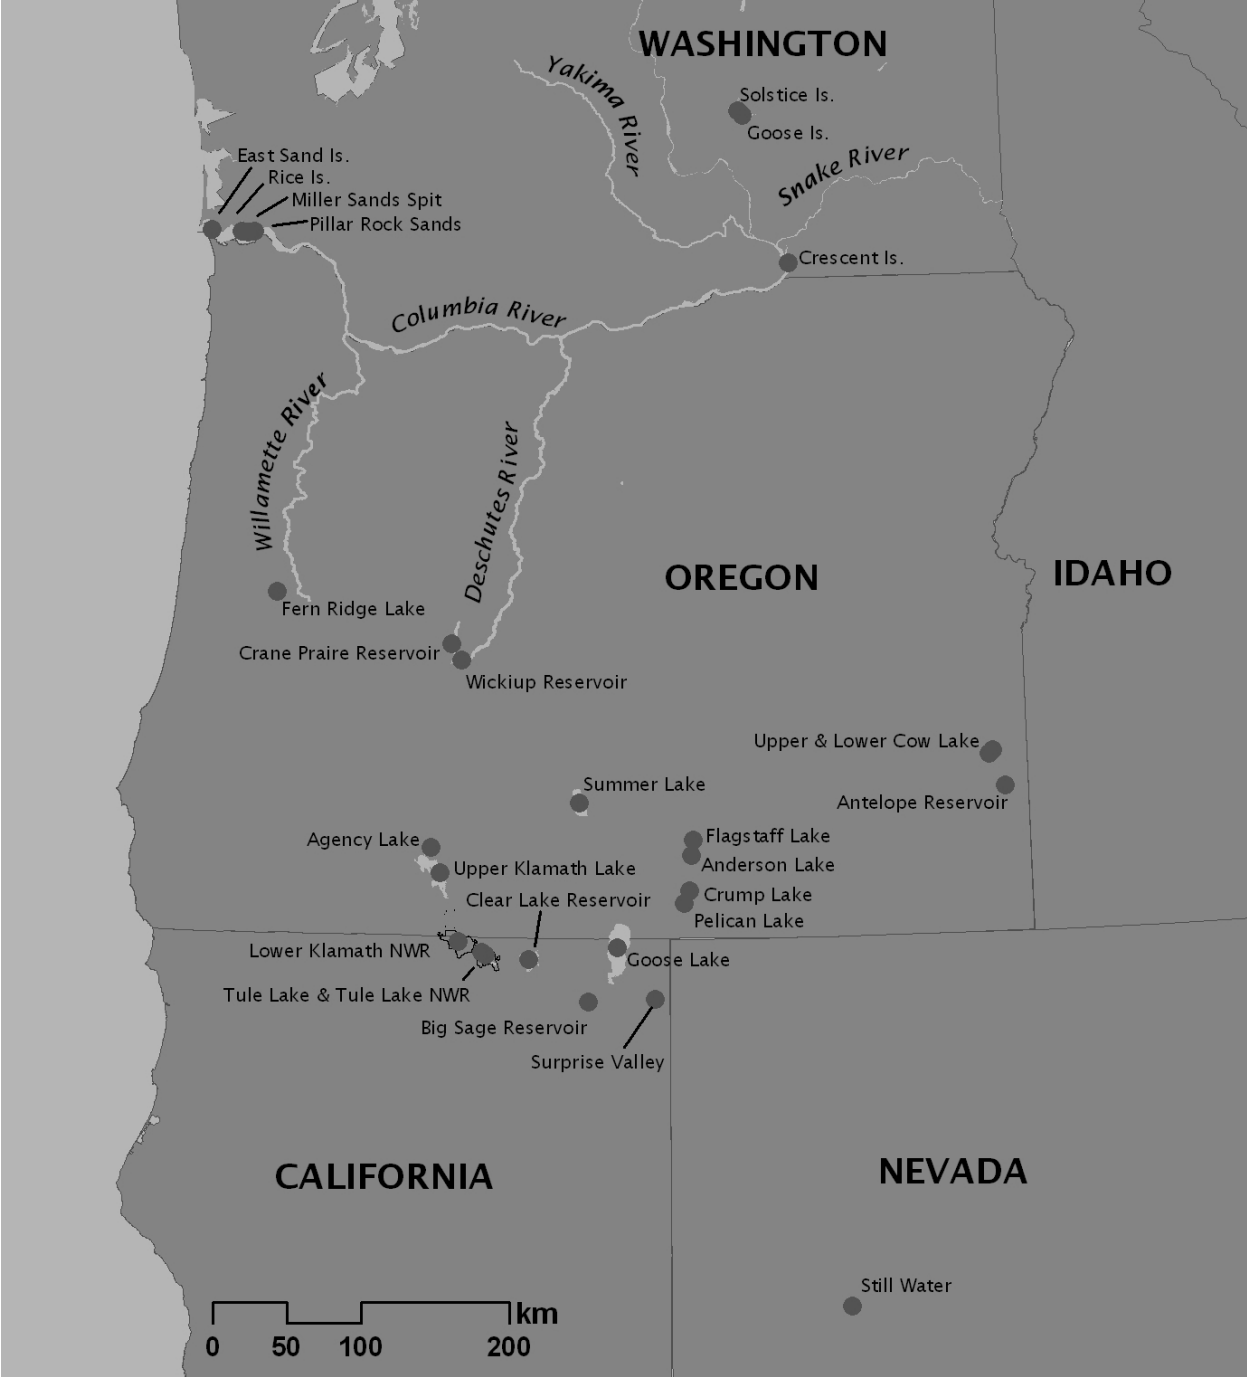 WASHINGTON
Yakima River
Solstice Is.
Goose Is.
Snake River
East Sand Is.
Rice Is.
Miller Sands Spit
Pillar Rock Sands
Crescent Is.
Columbia River
Willamette River
Deschutes River
OREGON
IDAHO
Fern Ridge Lake
Crane Praire Reservoir
Wickiup Reservoir
Upper & Lower Cow Lake
Summer Lake
Antelope Reservoir
Agency Lake
Flagstaff Lake
Anderson Lake
Upper Klamath Lake
Clear Lake Reservoir
Crump Lake
Pelican Lake
Lower Klamath NWR
Goose Lake
Tule Lake & Tule Lake NWR
Big Sage Reservoir
Surprise Valley
CALIFORNIA
NEVADA
Still Water
km
0 50 100 200